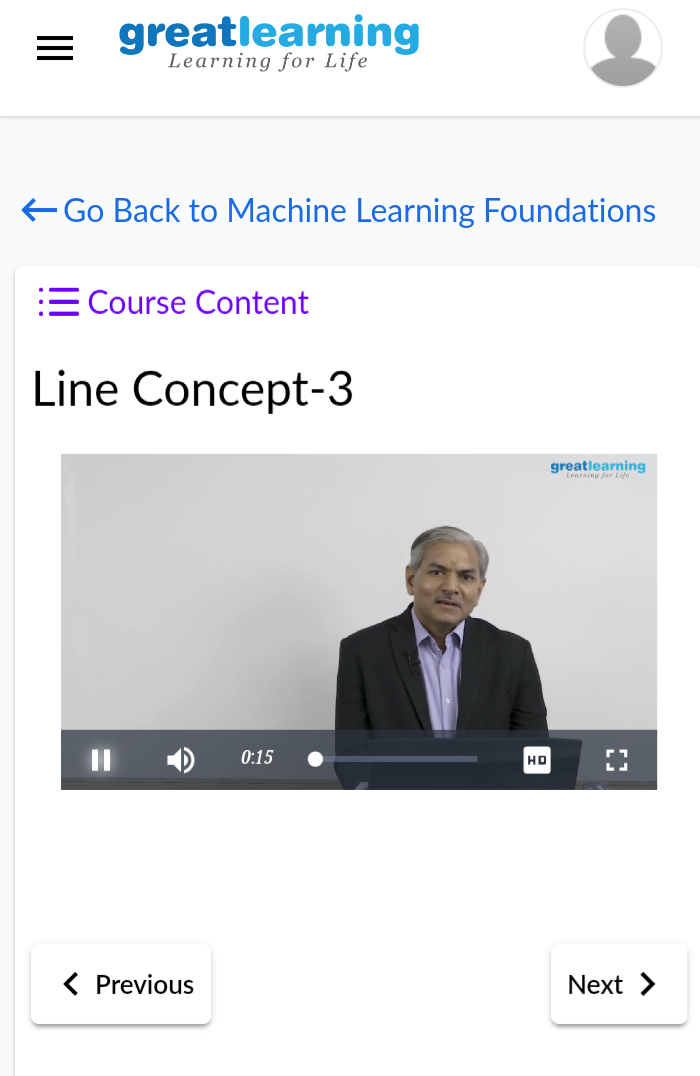 greatlearning
Learning for Life
Go Back to Machine Learning Foundations
Course Content
Line Concept-3
greatlearning
Learning for Life
0:15
HD
Previous
Next